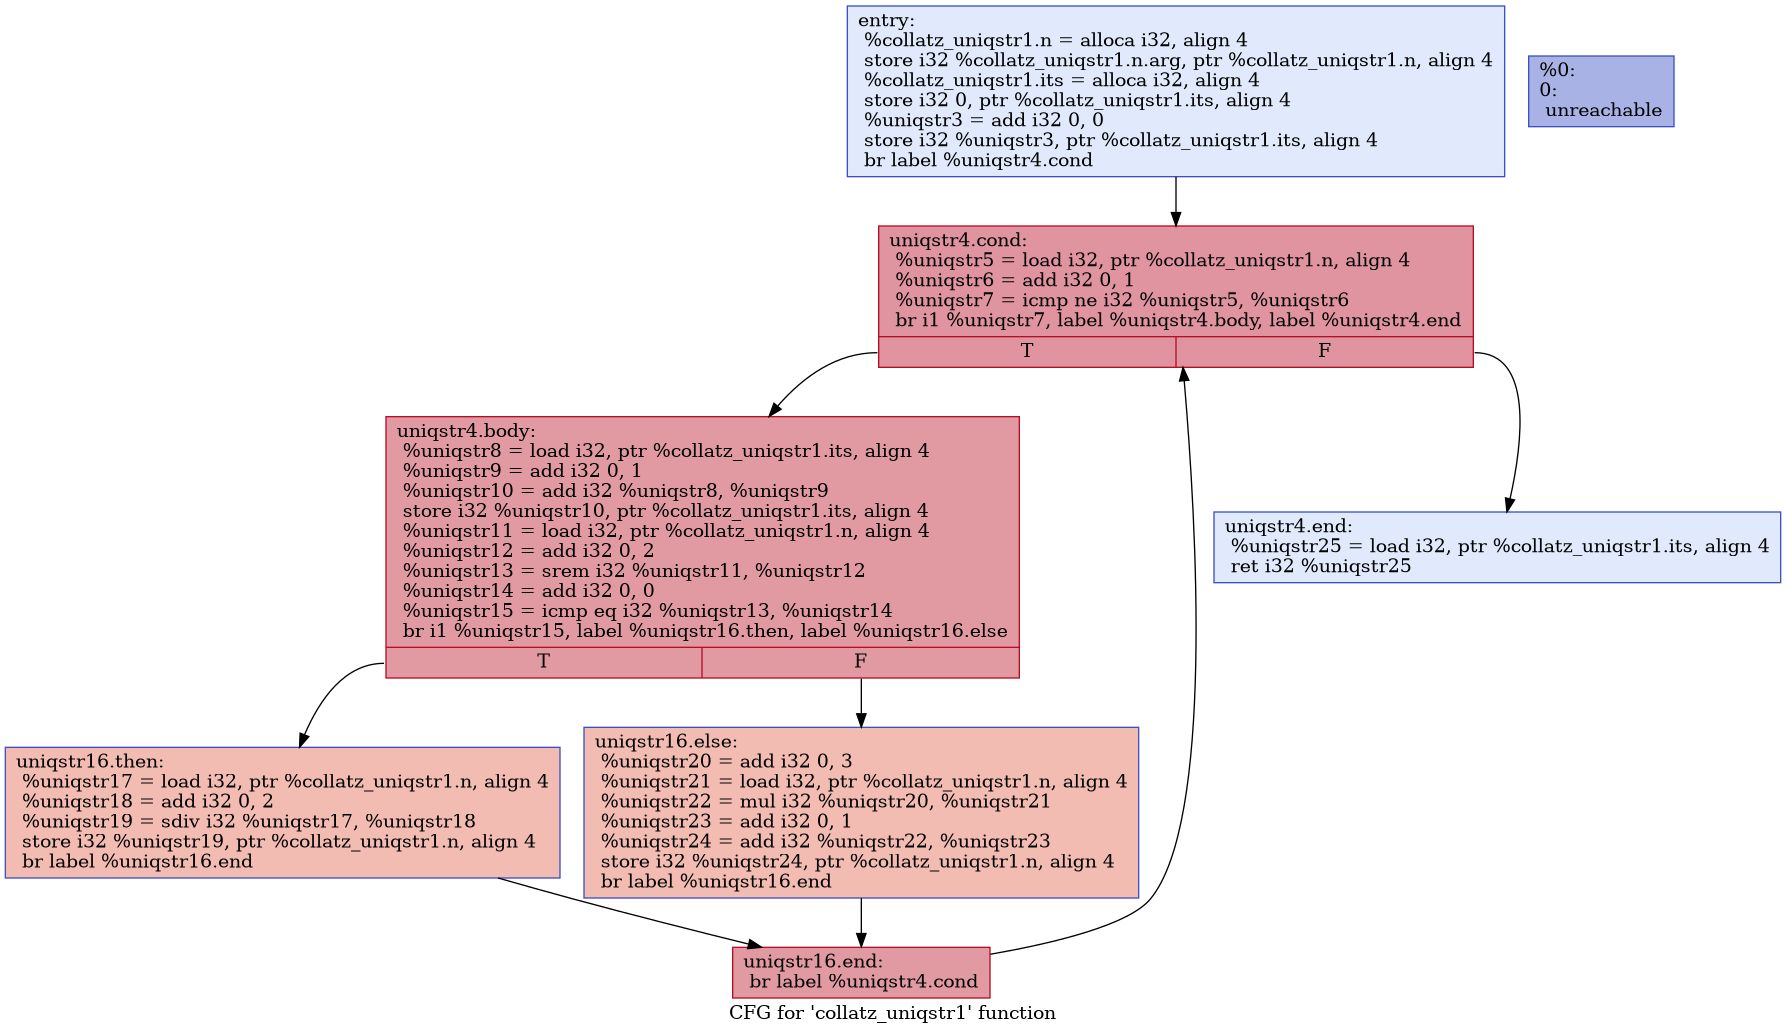 entry:
%collatz_uniqstr1.n = alloca i32, align 4
store i32 %collatz_uniqstr1.n.arg, ptr %collatz_uniqstr1.n, align 4
%collatz_uniqstr1.its = alloca i32, align 4
store i32 0, ptr %collatz_uniqstr1.its, align 4
%uniqstr3 = add i32 0, 0
store i32 %uniqstr3, ptr %collatz_uniqstr1.its, align 4
br label %uniqstr4.cond
%0:
0:
unreachable
uniqstr4.cond:
%uniqstr5 = load i32, ptr %collatz_uniqstr1.n, align 4
%uniqstr6 = add i32 0, 1
%uniqstr7 = icmp ne i32 %uniqstr5, %uniqstr6
br i1 %uniqstr7, label %uniqstr4.body, label %uniqstr4.end
T
F
uniqstr4.body:
%uniqstr8 = load i32, ptr %collatz_uniqstr1.its, align 4
%uniqstr9 = add i32 0, 1
%uniqstr10 = add i32 %uniqstr8, %uniqstr9
store i32 %uniqstr10, ptr %collatz_uniqstr1.its, align 4
%uniqstr11 = load i32, ptr %collatz_uniqstr1.n, align 4
%uniqstr12 = add i32 0, 2
%uniqstr13 = srem i32 %uniqstr11, %uniqstr12
%uniqstr14 = add i32 0, 0
%uniqstr15 = icmp eq i32 %uniqstr13, %uniqstr14
br i1 %uniqstr15, label %uniqstr16.then, label %uniqstr16.else
T
F
uniqstr4.end:
%uniqstr25 = load i32, ptr %collatz_uniqstr1.its, align 4
ret i32 %uniqstr25
uniqstr16.then:
%uniqstr17 = load i32, ptr %collatz_uniqstr1.n, align 4
%uniqstr18 = add i32 0, 2
%uniqstr19 = sdiv i32 %uniqstr17, %uniqstr18
store i32 %uniqstr19, ptr %collatz_uniqstr1.n, align 4
br label %uniqstr16.end
uniqstr16.else:
%uniqstr20 = add i32 0, 3
%uniqstr21 = load i32, ptr %collatz_uniqstr1.n, align 4
%uniqstr22 = mul i32 %uniqstr20, %uniqstr21
%uniqstr23 = add i32 0, 1
%uniqstr24 = add i32 %uniqstr22, %uniqstr23
store i32 %uniqstr24, ptr %collatz_uniqstr1.n, align 4
br label %uniqstr16.end
uniqstr16.end:
br label %uniqstr4.cond
CFG for 'collatz_uniqstr1' function